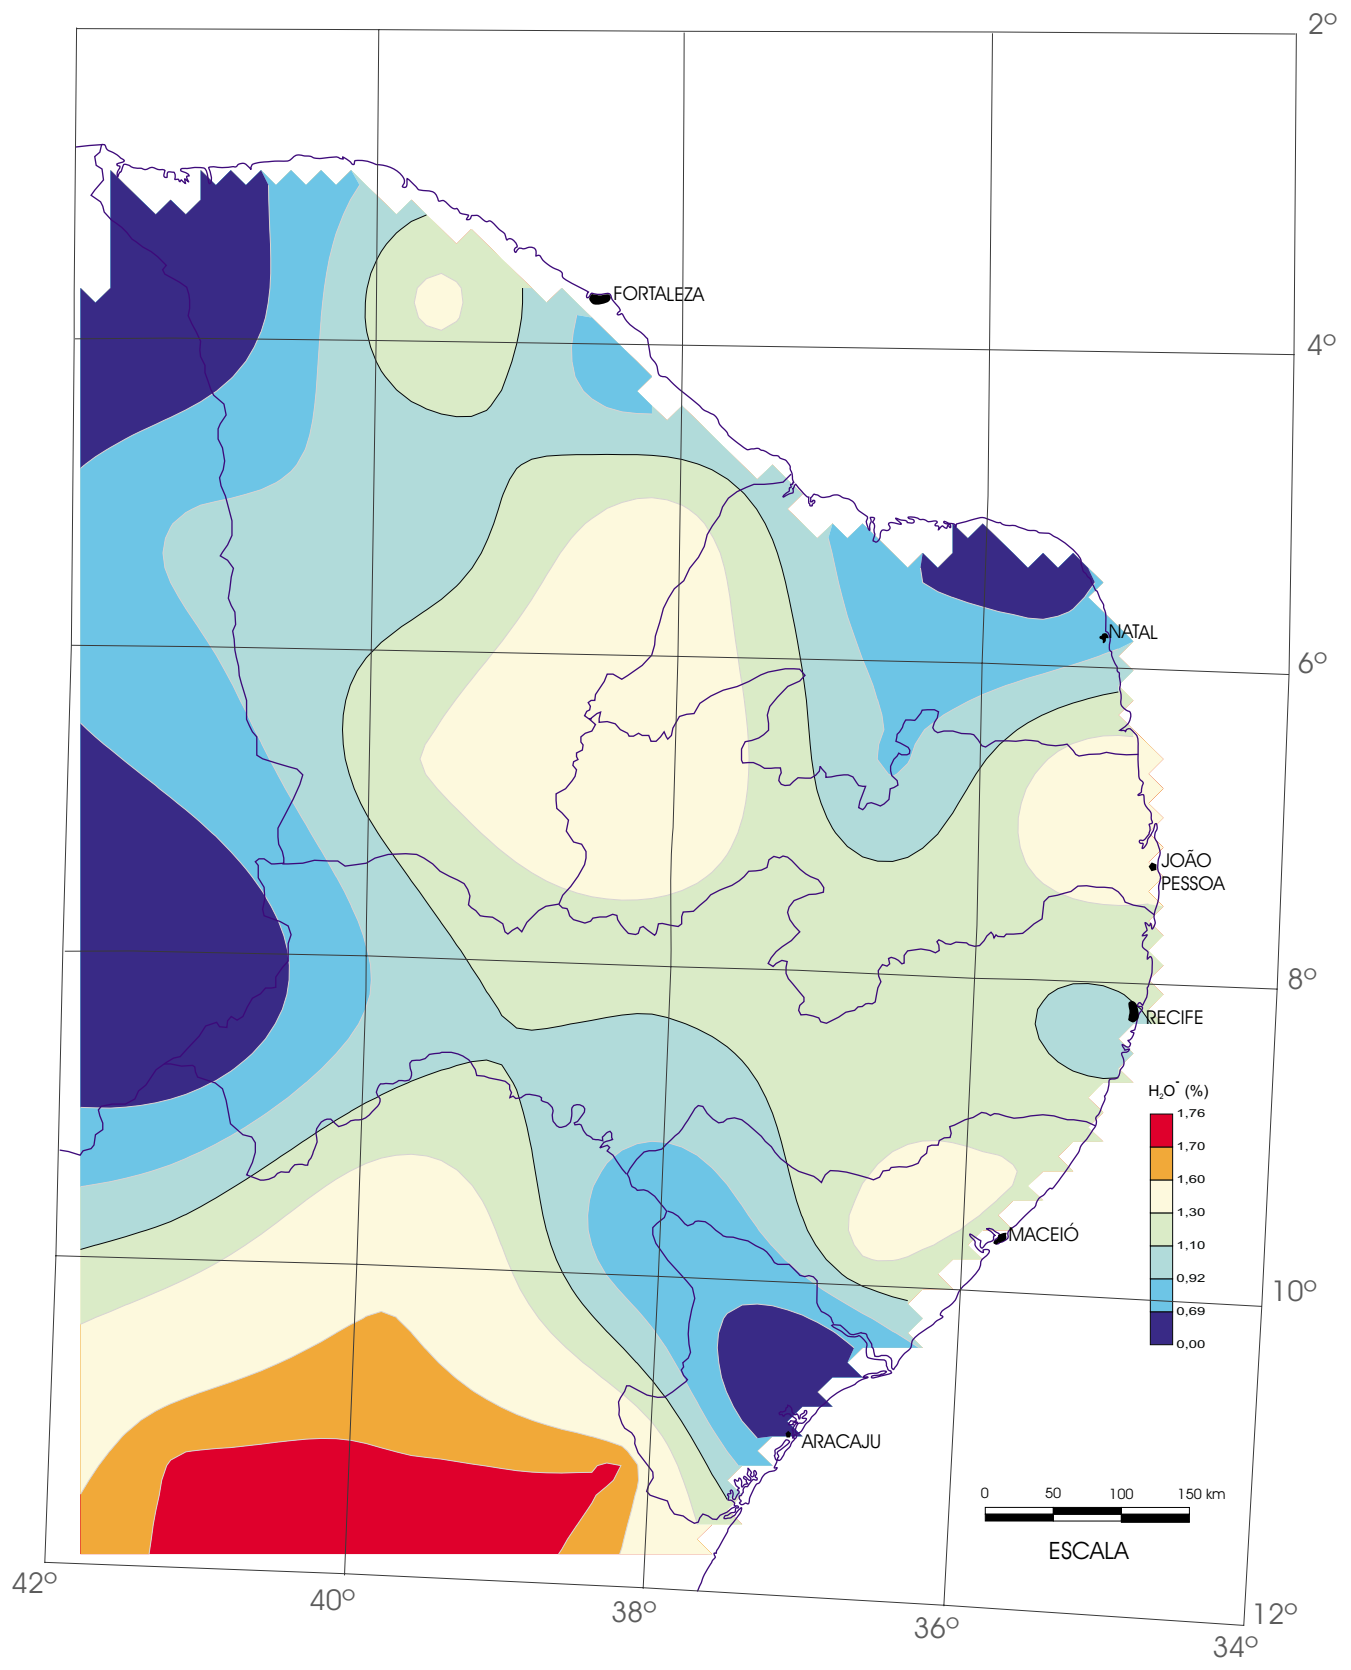 2º
FORTALEZA
4º
NATAL
6º
JOÃO
PESSOA
8º
RECIFE
H₂O⁻ (%)
1,76
1,70
1,60
1,30
1,10
0,92
0,69
0,00
MACEIÓ
10º
ARACAJU
0 50 100 150 km
ESCALA
42º
40º
38º
36º
12º
34º